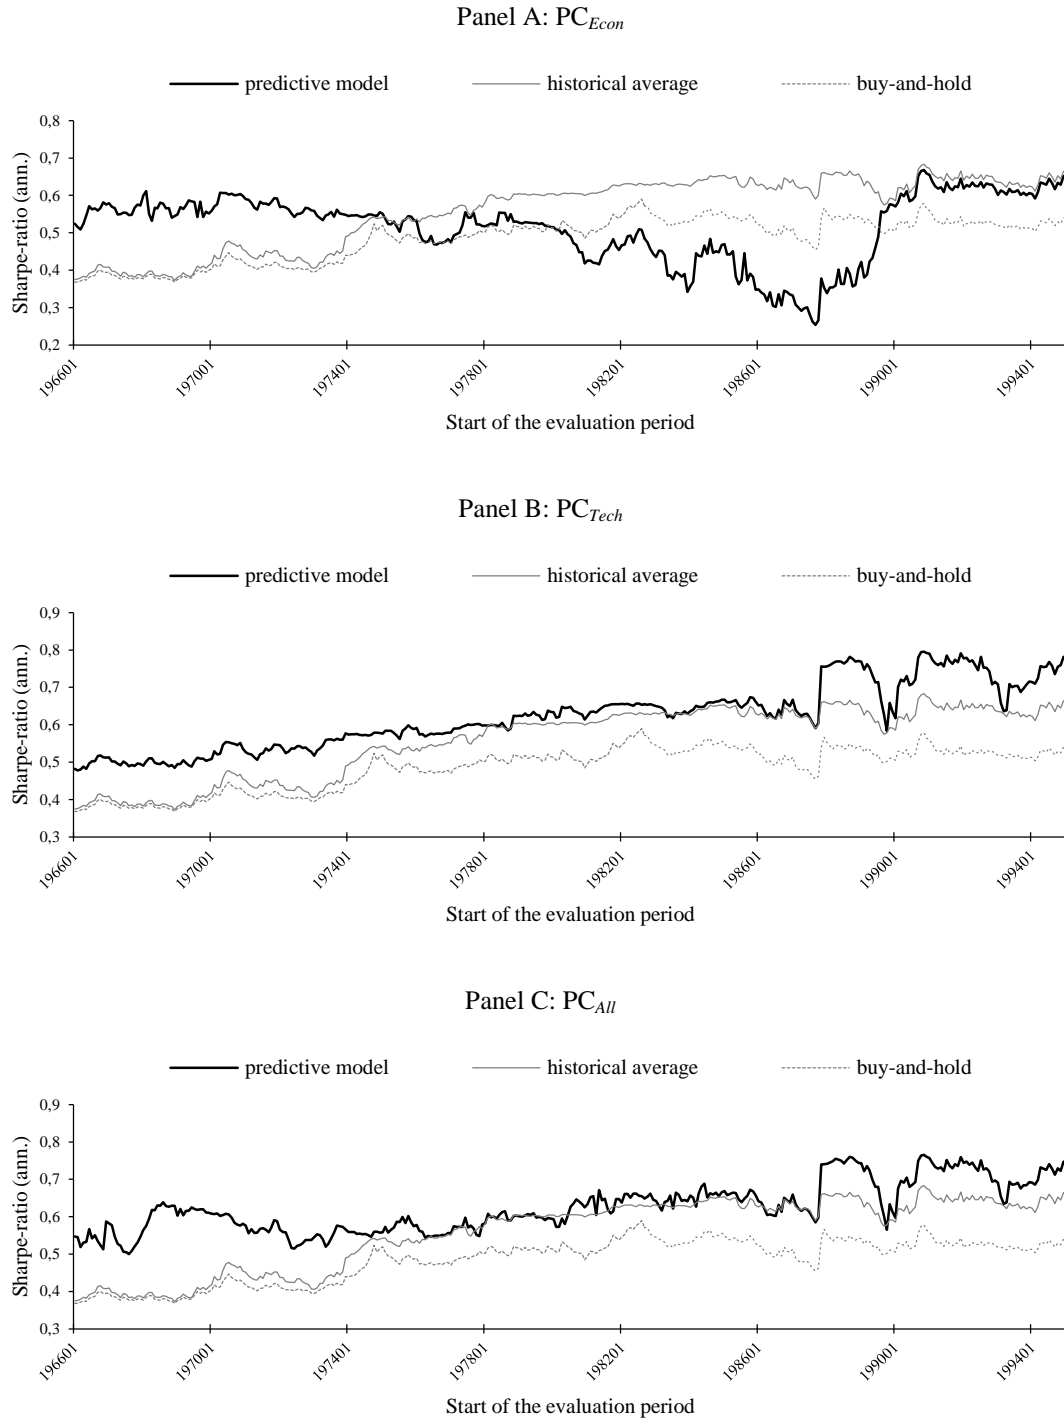 Panel A: PC_Econ
predictive model historical average buy-and-hold
Sharpe-ratio (ann.)
0,8
0,7
0,6
0,5
0,4
0,3
0,2
196601 197001 197401 197801 198201 198601 199001 199401
Start of the evaluation period
Panel B: PC_Tech
predictive model historical average buy-and-hold
Sharpe-ratio (ann.)
0,9
0,8
0,7
0,6
0,5
0,4
0,3
196601 197001 197401 197801 198201 198601 199001 199401
Start of the evaluation period
Panel C: PC_All
predictive model historical average buy-and-hold
Sharpe-ratio (ann.)
0,9
0,8
0,7
0,6
0,5
0,4
0,3
196601 197001 197401 197801 198201 198601 199001 199401
Start of the evaluation period